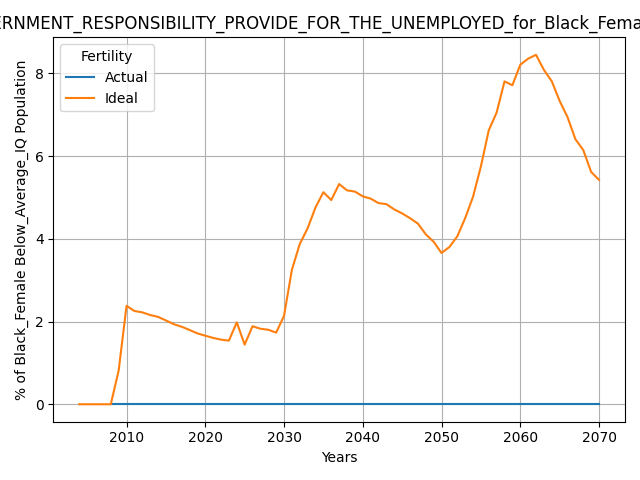 ERNMENT_RESPONSIBILITY_PROVIDE_FOR_THE_UNEMPLOYED_for_Black_Fema
Fertility
Actual
Ideal
% of Black_Female Below_Average_IQ Population
8
6
4
2
0
2010 2020 2030 2040 2050 2060 2070
Years